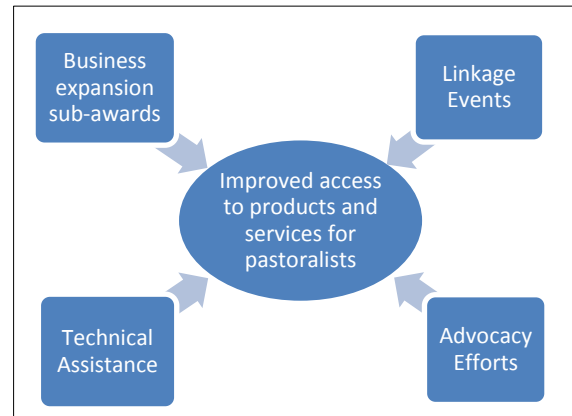 Business
expansion
sub-awards
Linkage
Events
Improved access
to products and
services for
pastoralists
Technical
Assistance
Advocacy
Efforts